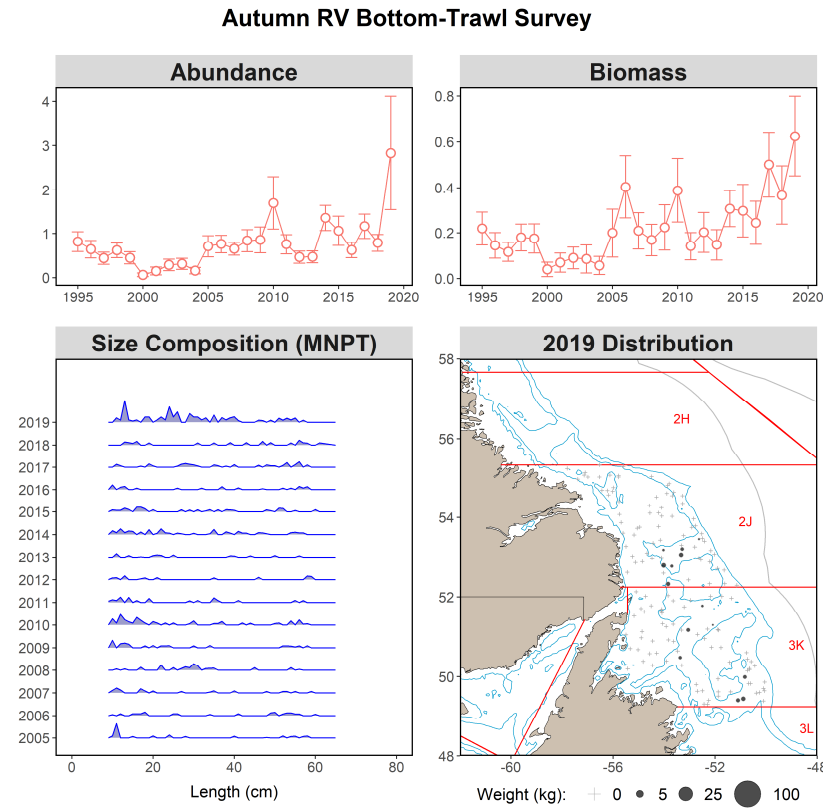 Autumn RV Bottom-Trawl Survey
Abundance
4
3
2
1
0
1995 2000 2005 2010 2015 2020
Biomass
0.8
0.6
0.4
0.2
0.0
1995 2000 2005 2010 2015 2020
Size Composition (MNPT)
2019
2018
2017
2016
2015
2014
2013
2012
2011
2010
2009
2008
2007
2006
2005
0 20 40 60 80
Length (cm)
2019 Distribution
58
56
54
52
50
48
2H
2J
3K
3L
-60 -56 -52 -48
Weight (kg): 0 5 25 100